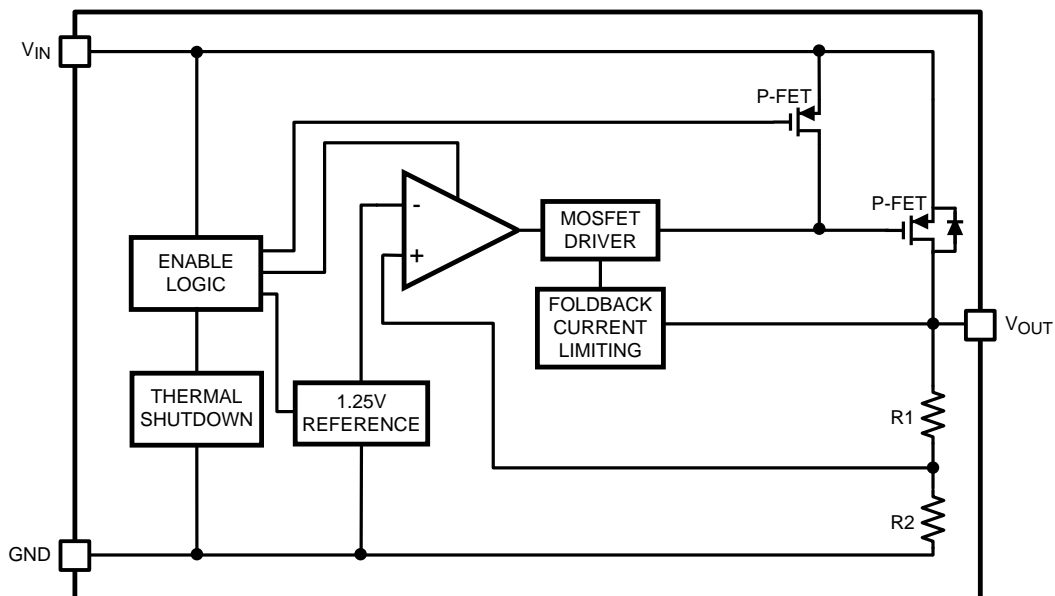 VIN
P-FET
P-FET
-
+
MOSFET
DRIVER
ENABLE
LOGIC
FOLDBACK
CURRENT
LIMITING
VOUT
THERMAL
SHUTDOWN
1.25V
REFERENCE
R1
R2
GND